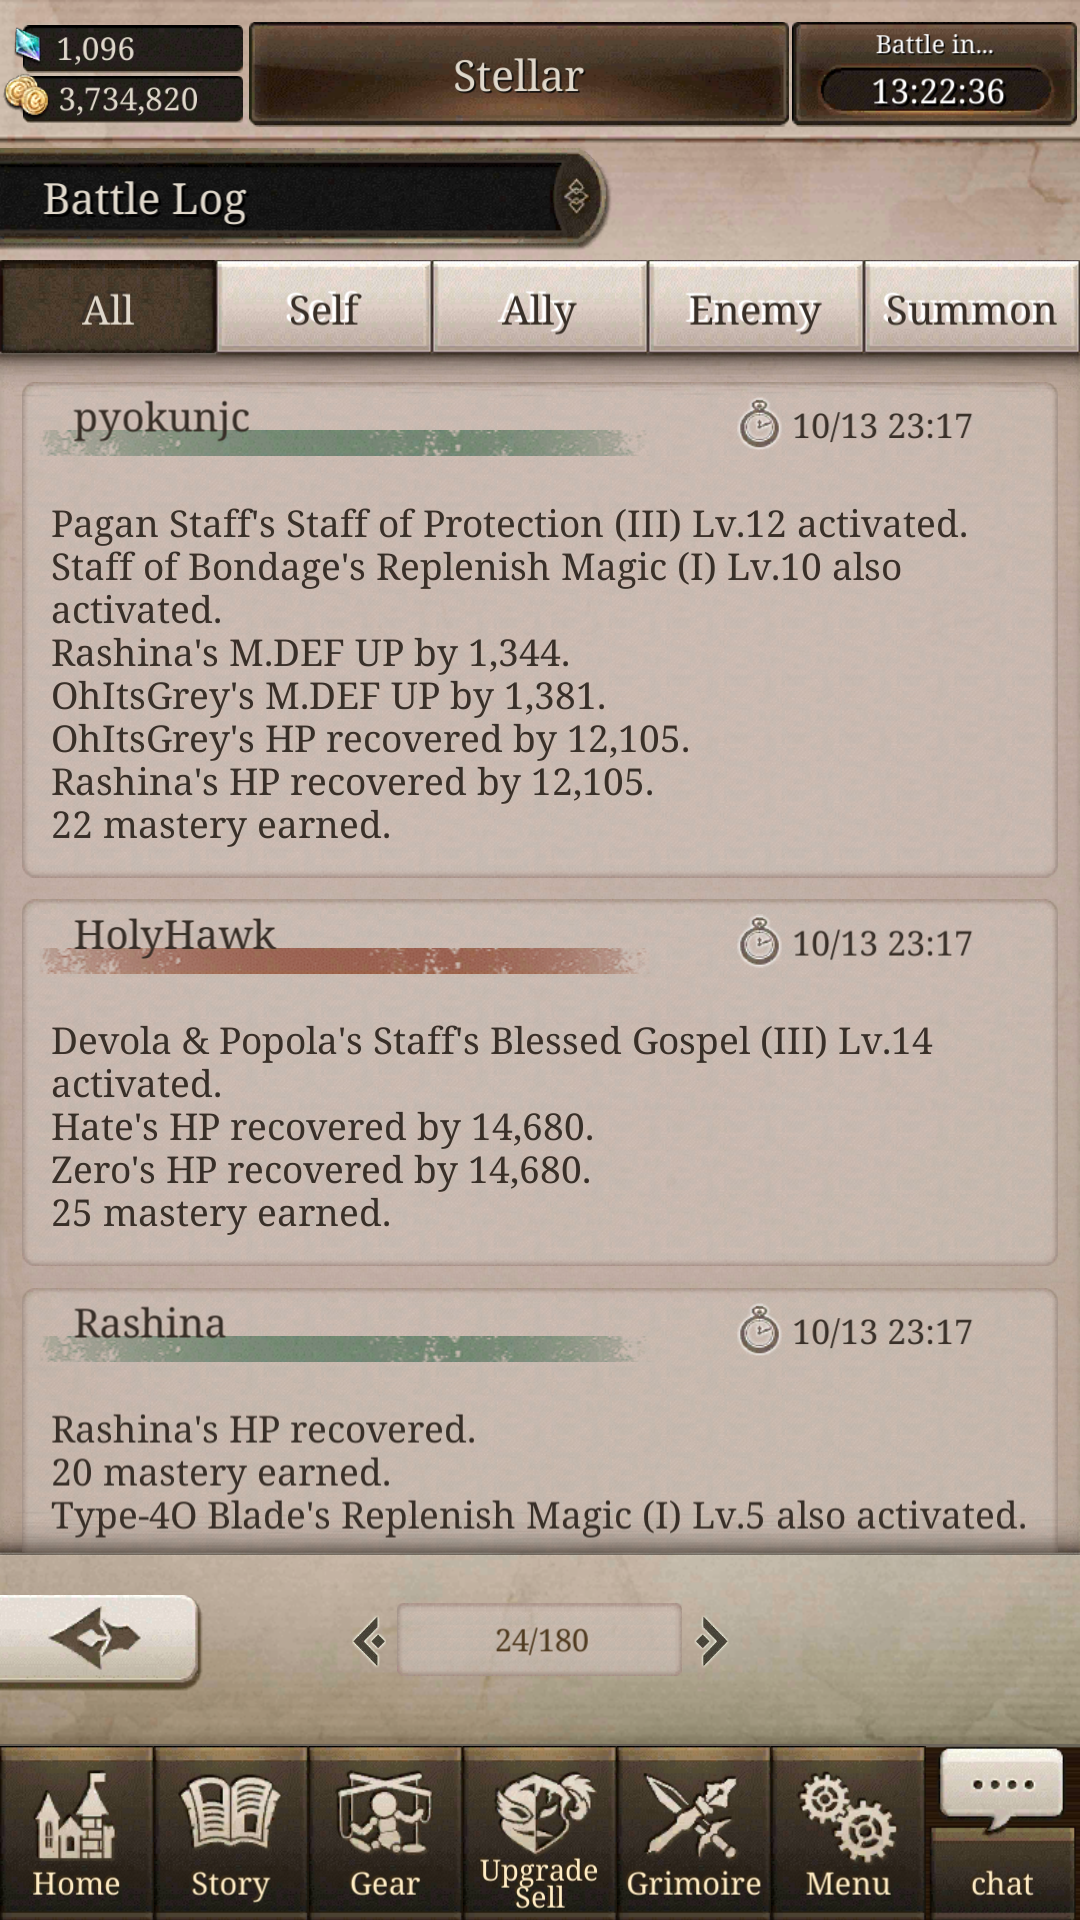 1,096
3,734,820
Stellar
Battle in...
13:22:36
Battle Log
All
Self
Ally
Enemy
Summon
pyokunjc
10/13 23:17
Pagan Staff's Staff of Protection (III) Lv.12 activated.
Staff of Bondage's Replenish Magic (I) Lv.10 also
activated.
Rashina's M.DEF UP by 1,344.
OhItsGrey's M.DEF UP by 1,381.
OhItsGrey's HP recovered by 12,105.
Rashina's HP recovered by 12,105.
22 mastery earned.
HolyHawk
10/13 23:17
Devola & Popola's Staff's Blessed Gospel (III) Lv.14
activated.
Hate's HP recovered by 14,680.
Zero's HP recovered by 14,680.
25 mastery earned.
Rashina
10/13 23:17
Rashina's HP recovered.
20 mastery earned.
Type-4O Blade's Replenish Magic (I) Lv.5 also activated.
24/180
Home
Story
Gear
Upgrade
Sell
Grimoire
Menu
chat